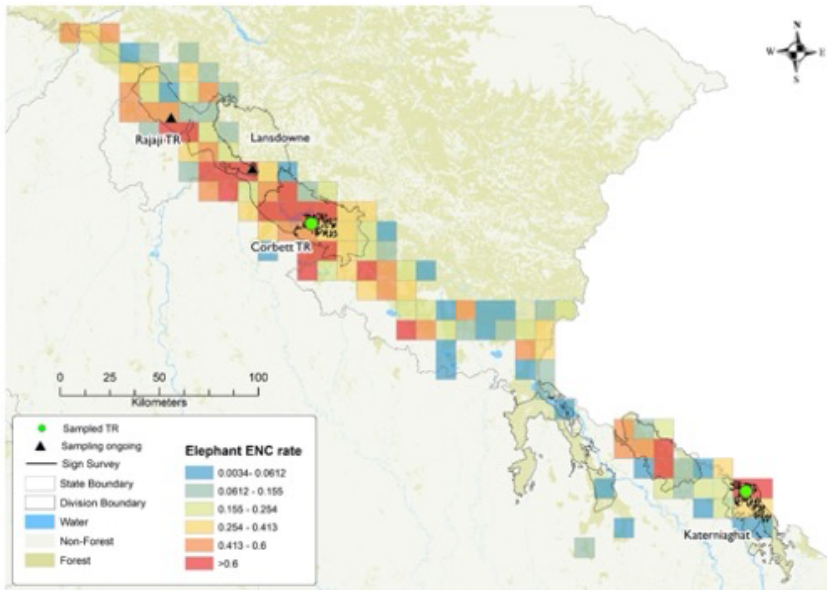 N
W E
S
Rajaji TR
Lansdowne
Corbett TR
Katerniaghat
0 25 50 100
Kilometers
Sampled TR
Sampling ongoing
Sign Survey
State Boundary
Division Boundary
Water
Non-Forest
Forest
Elephant ENC rate
0.0034 - 0.0612
0.0612 - 0.155
0.155 - 0.254
0.254 - 0.413
0.413 - 0.6
>0.6